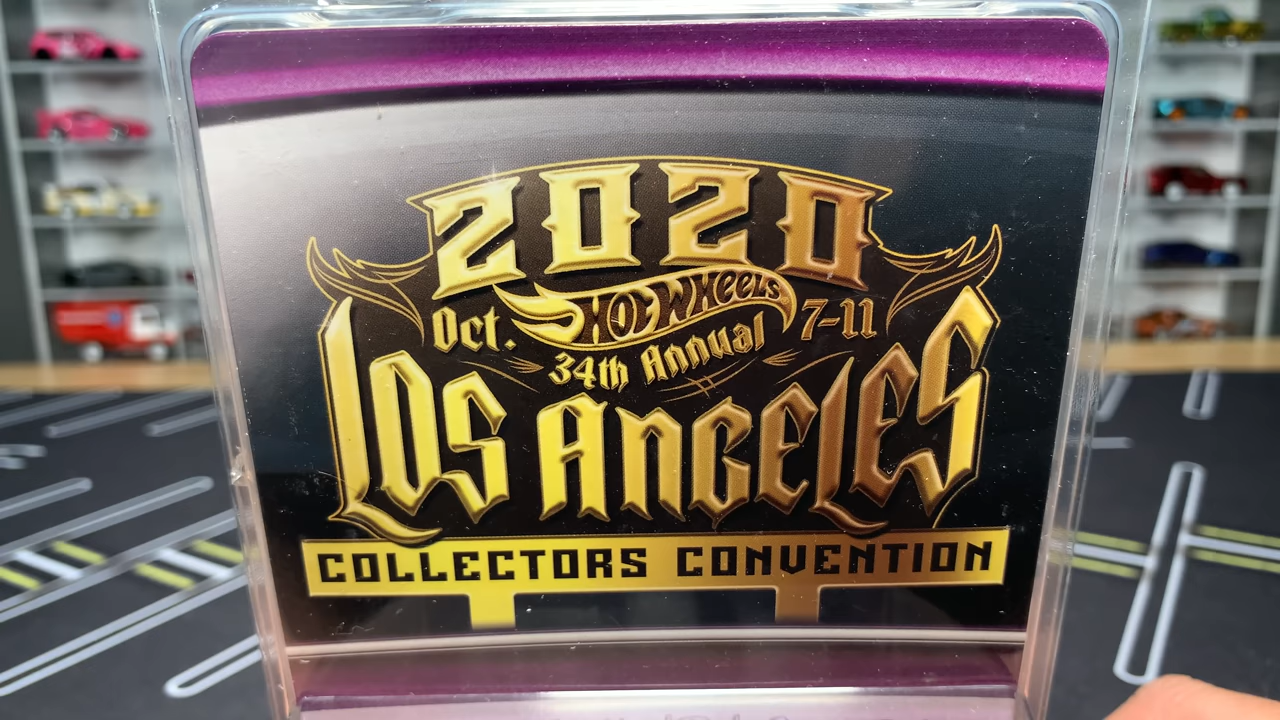 2020
Oct. Hot Wheels 7-11
34th Annual
Los Angeles
COLLECTORS CONVENTION